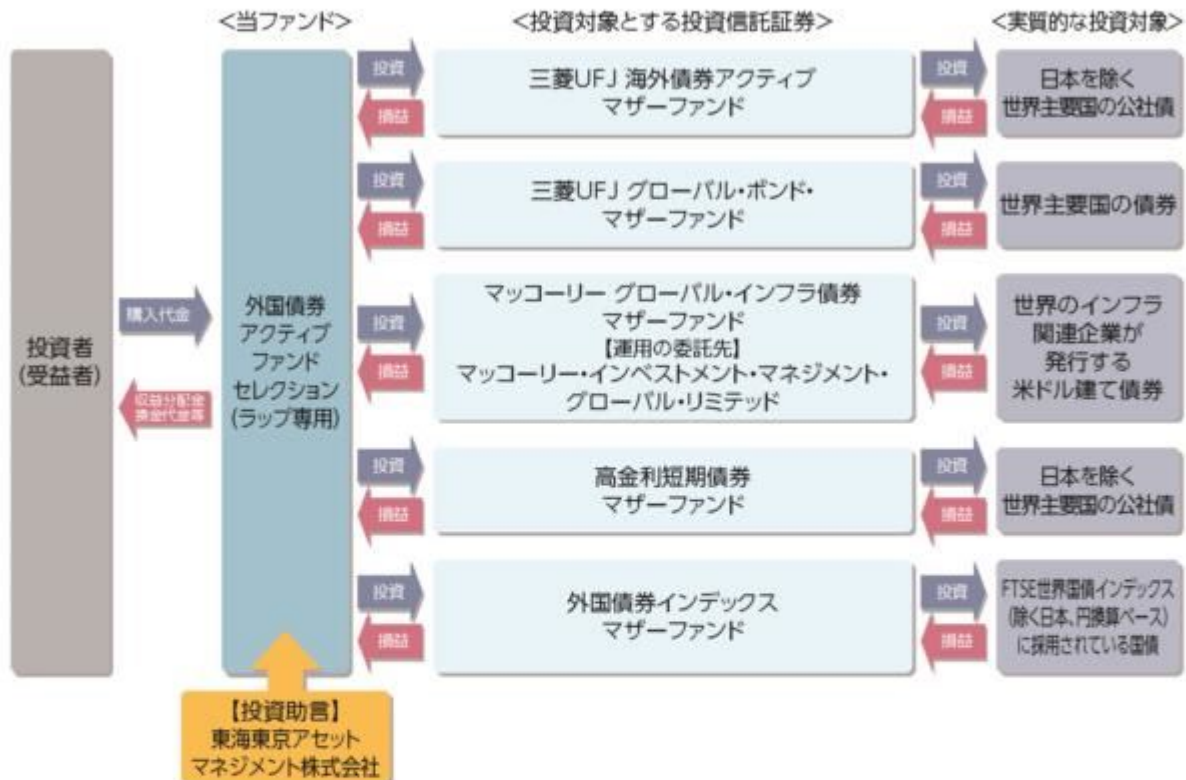 <当ファンド>
<投資対象とする投資信託証券>
<実質的な投資対象>
投資者
(受益者)
購入代金
収益分配金
換金代金等
外国債券
アクティブ
ファンド
セレクション
(ラップ専用)
【投資助言】
東海東京アセット
マネジメント株式会社
投資
損益
三菱UFJ 海外債券アクティブ
マザーファンド
投資
損益
日本を除く
世界主要国の公社債
投資
損益
三菱UFJ グローバル・ボンド・
マザーファンド
投資
損益
世界主要国の債券
投資
損益
マッコーリー グローバル・インフラ債券
マザーファンド
【運用の委託先】
マッコーリー・インベストメント・マネジメント・
グローバル・リミテッド
投資
損益
世界のインフラ
関連企業が
発行する
米ドル建て債券
投資
損益
高金利短期債券
マザーファンド
投資
損益
日本を除く
世界主要国の公社債
投資
損益
外国債券インデックス
マザーファンド
投資
損益
FTSE世界国債インデックス
(除く日本、円換算ベース)
に採用されている国債